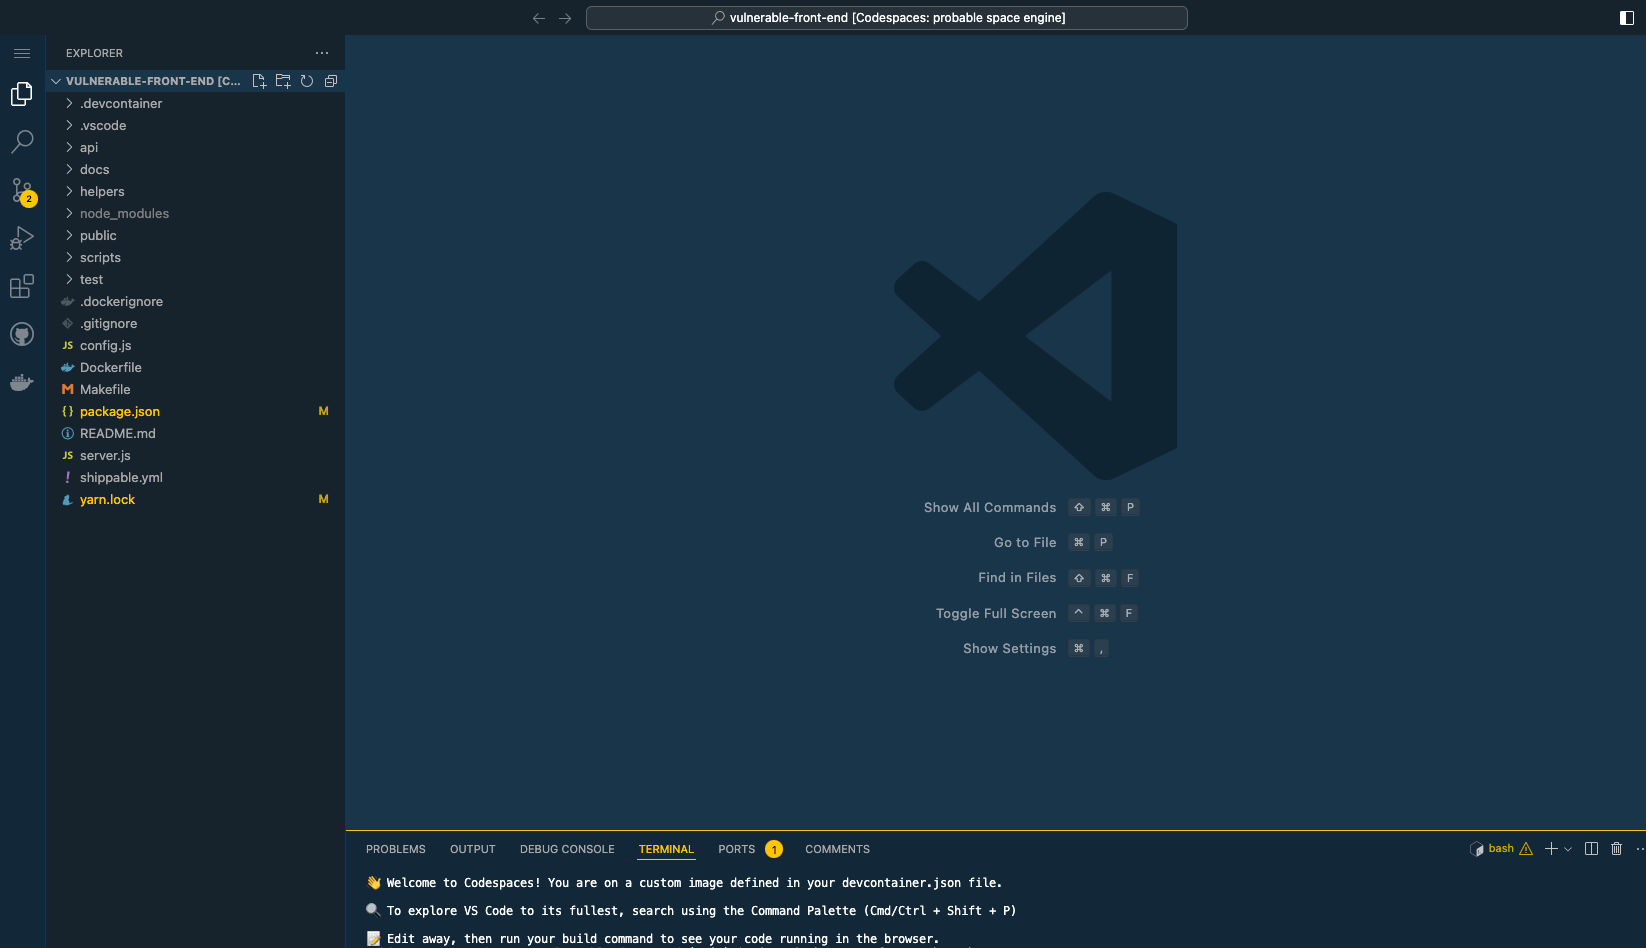 vulnerable-front-end [Codespaces: probable space engine]
EXPLORER
VULNERABLE-FRONT-END [C...
.devcontainer
.vscode
api
docs
helpers
2
node_modules
public
scripts
test
.dockerignore
.gitignore
JS config.js
Dockerfile
M Makefile
{} package.json M
README.md
JS server.js
! shippable.yml
yarn.lock M
Show All Commands ⇧ ⌘ P
Go to File ⌘ P
Find in Files ⇧ ⌘ F
Toggle Full Screen ^ ⌘ F
Show Settings ⌘ ,
PROBLEMS OUTPUT DEBUG CONSOLE TERMINAL PORTS 1 COMMENTS
bash
👋 Welcome to Codespaces! You are on a custom image defined in your devcontainer.json file.
🔍 To explore VS Code to its fullest, search using the Command Palette (Cmd/Ctrl + Shift + P)
📝 Edit away, then run your build command to see your code running in the browser.